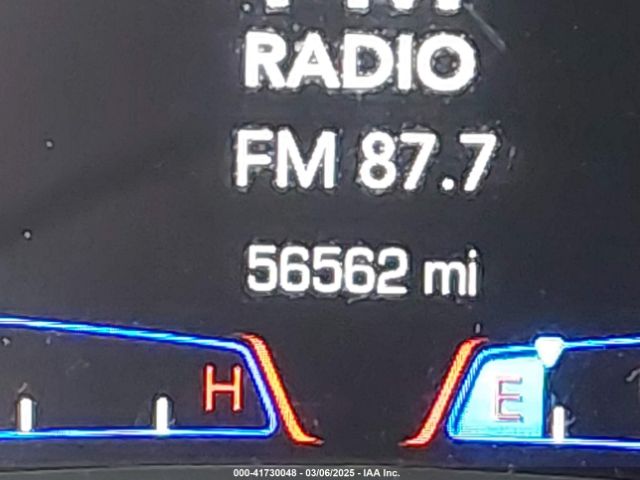 RADIO
FM 87.7
56562 mi
H
E
000-41730048 - 03/06/2025 - IAA Inc.